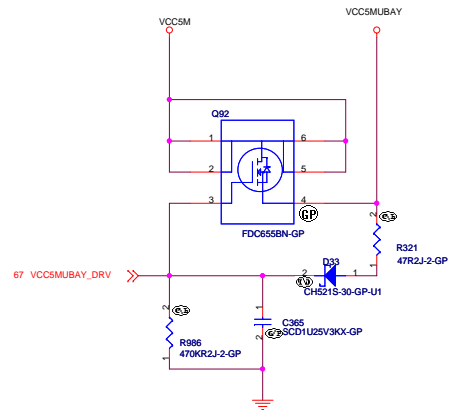 VCC5M
VCC5MUBAY
Q92
1
6
2
5
3
4
GP
FDC655BN-GP
2
R321
47R2J-2-GP
1
D33
67 VCC5MUBAY_DRV
2
1
CH521S-30-GP-U1
2
1
C365
SCD1U25V3KX-GP
R986
470KR2J-2-GP
2
1